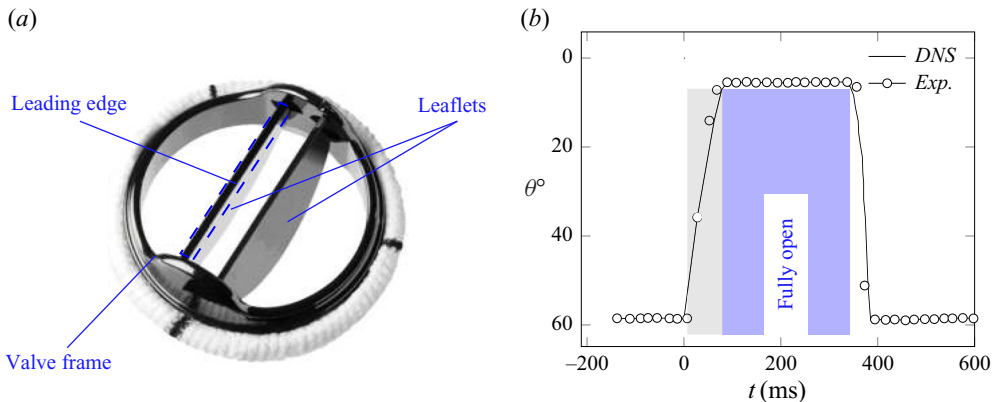 (a)
Leading edge
Leaflets
Valve frame
(b)
0
20
40
60
θ°
DNS
Exp.
Fully open
–200
0
200
400
600
t (ms)